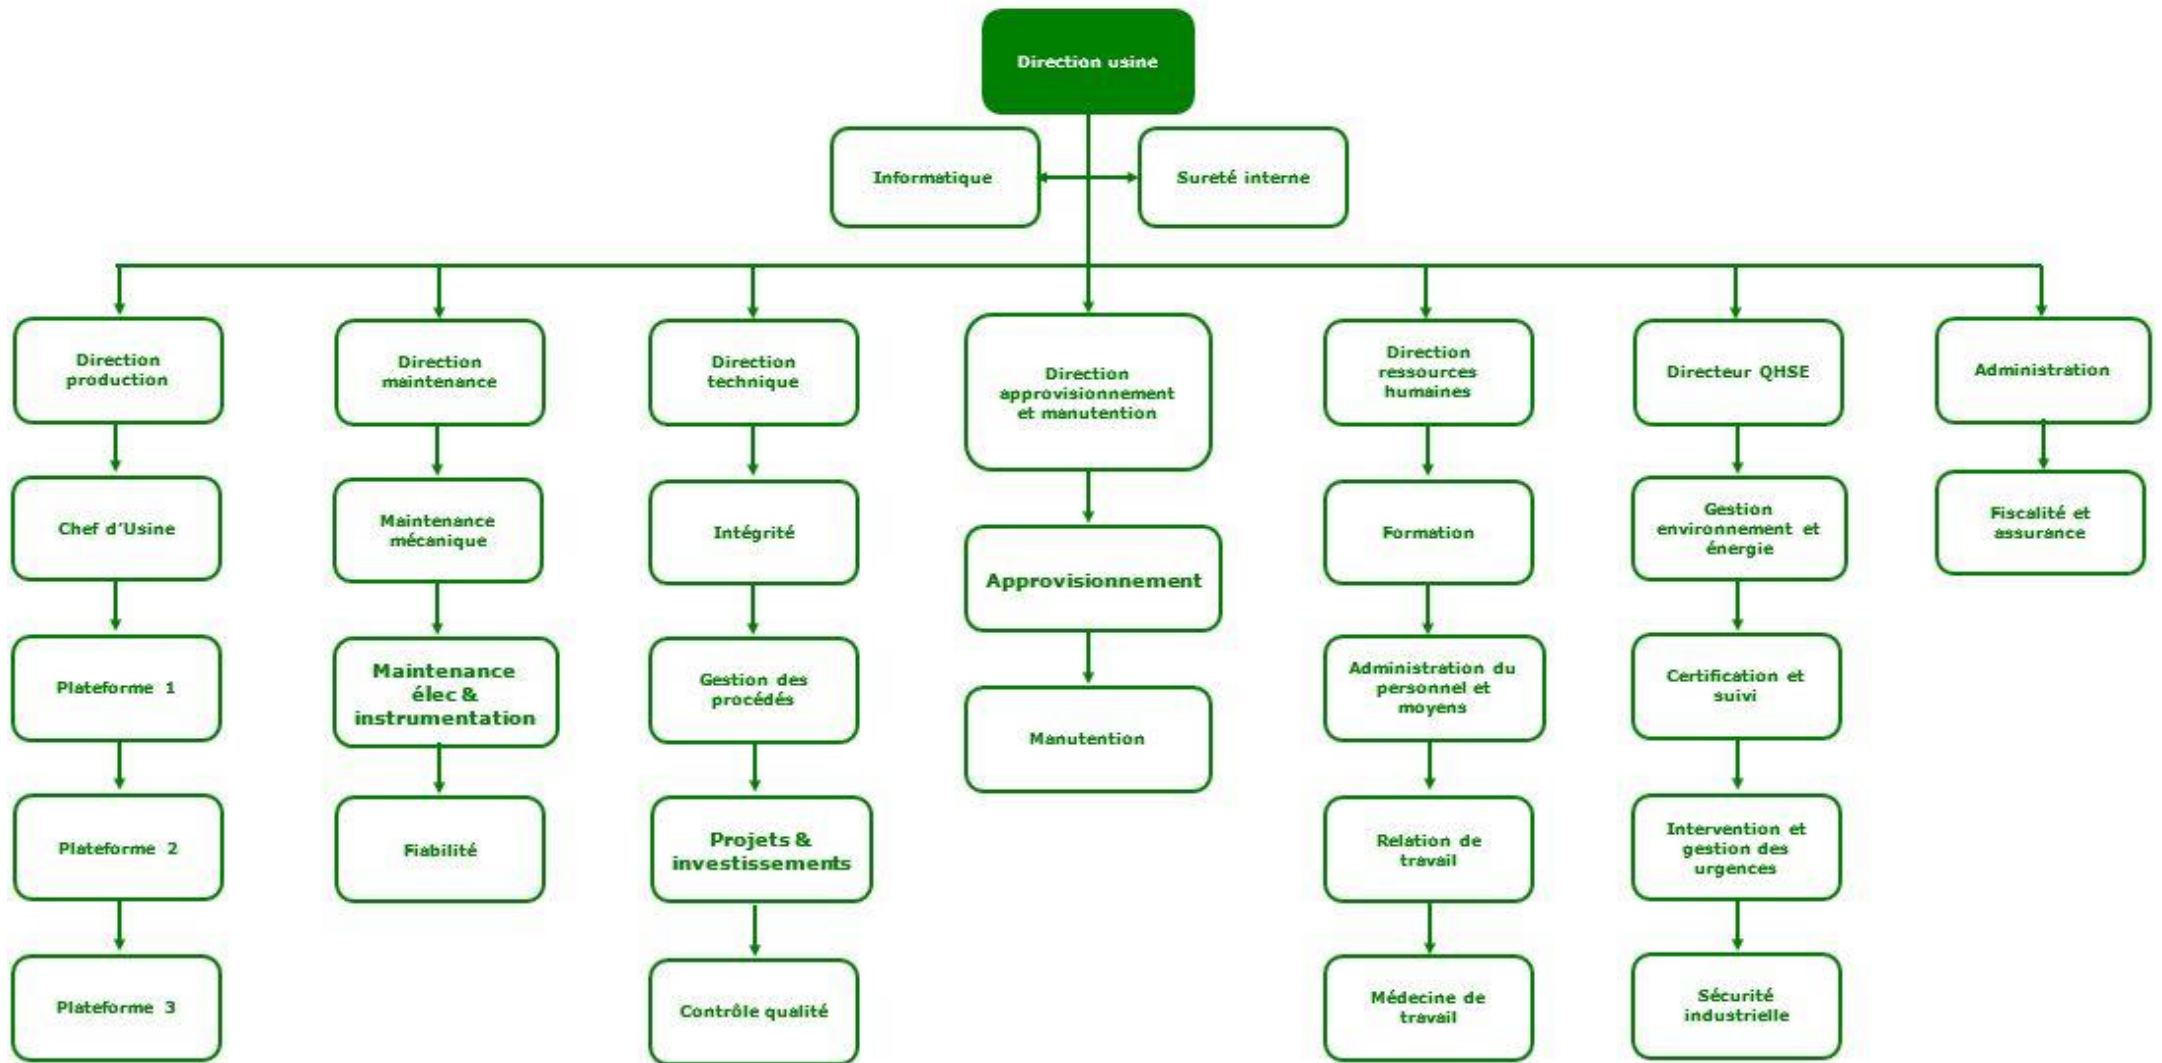 Direction usine
Informatique
Sureté interne
Direction
production
Direction
maintenance
Direction
technique
Direction
approvisionnement
et manutention
Direction
ressources
humaines
Directeur QHSE
Administration
Chef d'Usine
Maintenance
mécanique
Intégrité
Approvisionnement
Formation
Gestion
environnement et
énergie
Fiscalité et
assurance
Plateforme 1
Maintenance
élec &
instrumentation
Gestion des
procédés
Manutention
Administration du
personnel et
moyens
Certification et
suivi
Plateforme 2
Fiabilité
Projets &
investissements
Relation de
travail
Intervention et
gestion des
urgences
Plateforme 3
Contrôle qualité
Médecine de
travail
Sécurité
industrielle